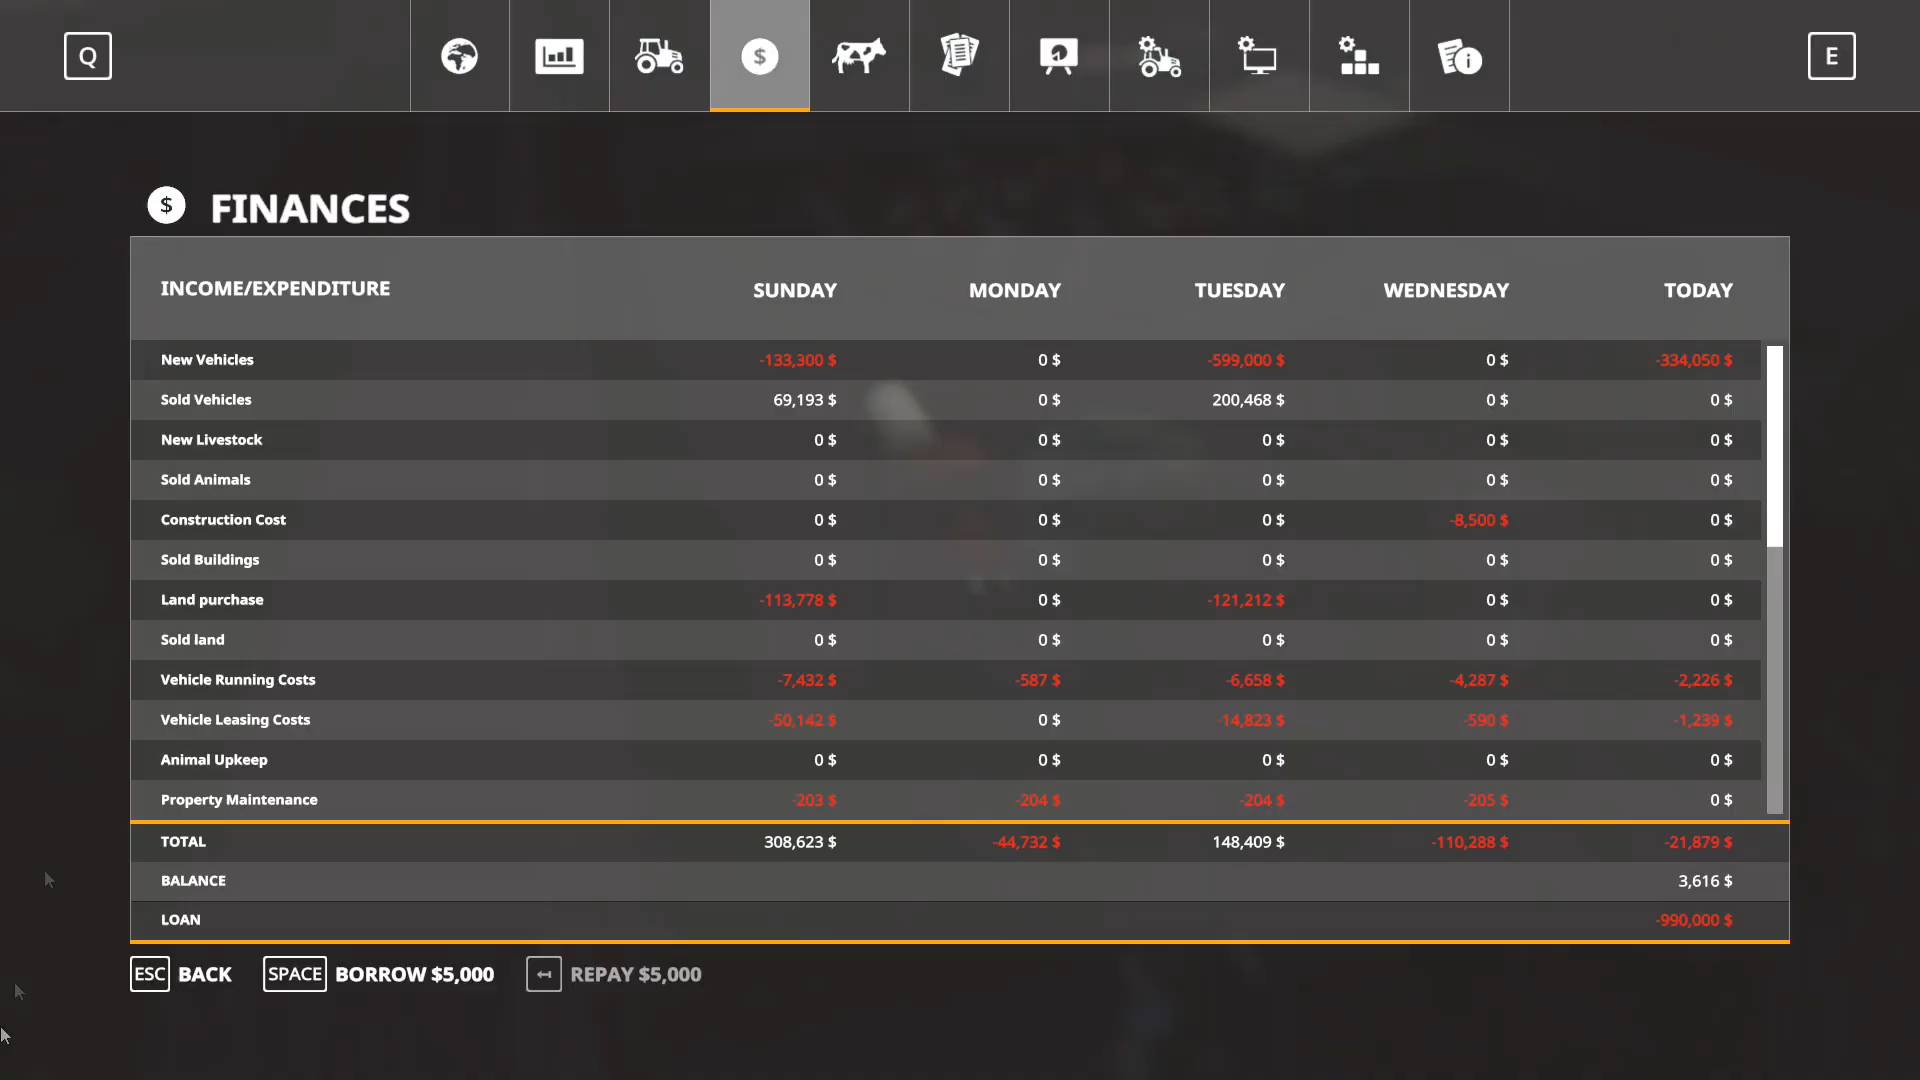 Q E
$ FINANCES
INCOME/EXPENDITURE SUNDAY MONDAY TUESDAY WEDNESDAY TODAY
New Vehicles -133,300 $ 0 $ -599,000 $ 0 $ -334,050 $
Sold Vehicles 69,193 $ 0 $ 200,468 $ 0 $ 0 $
New Livestock 0 $ 0 $ 0 $ 0 $ 0 $
Sold Animals 0 $ 0 $ 0 $ 0 $ 0 $
Construction Cost 0 $ 0 $ 0 $ -8,500 $ 0 $
Sold Buildings 0 $ 0 $ 0 $ 0 $ 0 $
Land purchase -113,778 $ 0 $ -121,212 $ 0 $ 0 $
Sold land 0 $ 0 $ 0 $ 0 $ 0 $
Vehicle Running Costs -7,432 $ -587 $ -6,658 $ -4,287 $ -2,226 $
Vehicle Leasing Costs -50,142 $ 0 $ -14,823 $ -590 $ -1,239 $
Animal Upkeep 0 $ 0 $ 0 $ 0 $ 0 $
Property Maintenance -203 $ -204 $ -204 $ -205 $ 0 $
TOTAL 308,623 $ -44,732 $ 148,409 $ -110,288 $ -21,879 $
BALANCE 3,616 $
LOAN -990,000 $
ESC BACK SPACE BORROW $5,000 REPAY $5,000